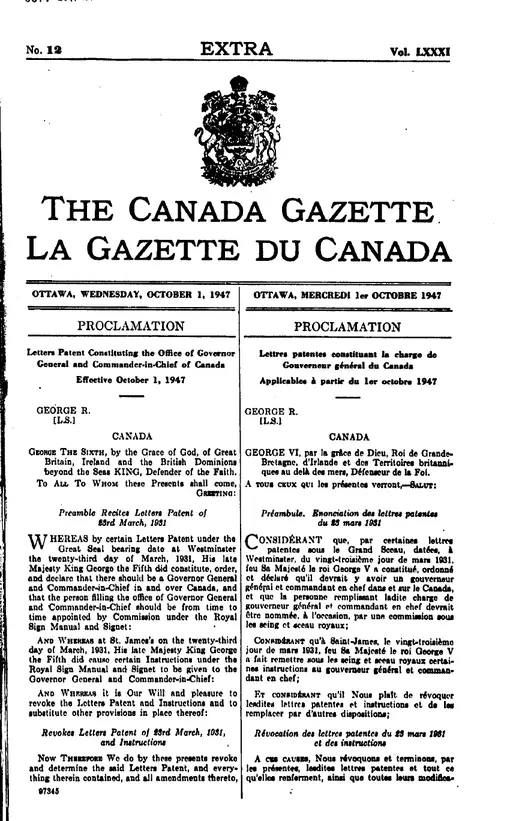 No. 12 EXTRA Vol. LXXXI
THE CANADA GAZETTE
LA GAZETTE DU CANADA
OTTAWA, WEDNESDAY, OCTOBER 1, 1947
PROCLAMATION
Letters Patent Constituting the Office of Governor
General and Commander-in-Chief of Canada
Effective October 1, 1947
GEORGE R.
[L.S.]
CANADA
GEORGE THE SIXTH, by the Grace of God, of Great
Britain, Ireland and the British Dominions
beyond the Seas KING, Defender of the Faith.
TO ALL TO WHOM these Presents shall come,
GREETING:
Preamble Recites Letters Patent of
23rd March, 1931
WHEREAS by certain Letters Patent under the
Great Seal bearing date at Westminster
the twenty-third day of March, 1931, His late
Majesty King George the Fifth did constitute, order,
and declare that there should be a Governor General
and Commander-in-Chief in and over Canada, and
that the person filling the office of Governor General
and Commander-in-Chief should be from time to
time appointed by Commission under the Royal
Sign Manual and Signet:
AND WHEREAS at St. James's on the twenty-third
day of March, 1931, His late Majesty King George
the Fifth did cause certain Instructions under the
Royal Sign Manual and Signet to be given to the
Governor General and Commander-in-Chief:
AND WHEREAS it is Our Will and pleasure to
revoke the Letters Patent and Instructions and to
substitute other provisions in place thereof:
Revokes Letters Patent of 23rd March, 1931,
and Instructions
NOW THEREFORE We do by these presents revoke
and determine the said Letters Patent, and every-
thing therein contained, and all amendments thereto,
97345
OTTAWA, MERCREDI 1er OCTOBRE 1947
PROCLAMATION
Lettres patentes constituant la charge de
Gouverneur général du Canada
Applicables à partir du 1er octobre 1947
GEORGE R.
[L.S.]
CANADA
GEORGE VI, par la grâce de Dieu, Roi de Grande-
Bretagne, d'Irlande et des Territoires britanni-
ques au delà des mers, Défenseur de la Foi.
A TOUS CEUX QUI les présentes verront,—SALUT:
Préambule. Enonciation des lettres patentes
du 23 mars 1931
CONSIDÉRANT que, par certaines lettres
patentes sous le Grand Sceau, datées, à
Westminster, du vingt-troisième jour de mars 1931,
feu Sa Majesté le roi George V a constitué, ordonné
et déclaré qu'il devrait y avoir un gouverneur
général et commandant en chef dans et sur le Canada,
et que la personne remplissant ladite charge de
gouverneur général et commandant en chef devrait
être nommée, à l'occasion, par une commission sous
les seing et sceau royaux;
CONSIDÉRANT qu'à Saint-James, le vingt-troisième
jour de mars 1931, feu Sa Majesté le roi George V
a fait remettre sous les seing et sceau royaux certai-
nes instructions au gouverneur général et comman-
dant en chef;
ET CONSIDÉRANT qu'il Nous plaît de révoquer
lesdites lettres patentes et instructions et de les
remplacer par d'autres dispositions;
Révocation des lettres patentes du 23 mars 1931
et des instructions
A CES CAUSES, Nous révoquons et terminons, par
les présentes, lesdites lettres patentes et tout ce
qu'elles renferment, ainsi que toutes leurs modifica-